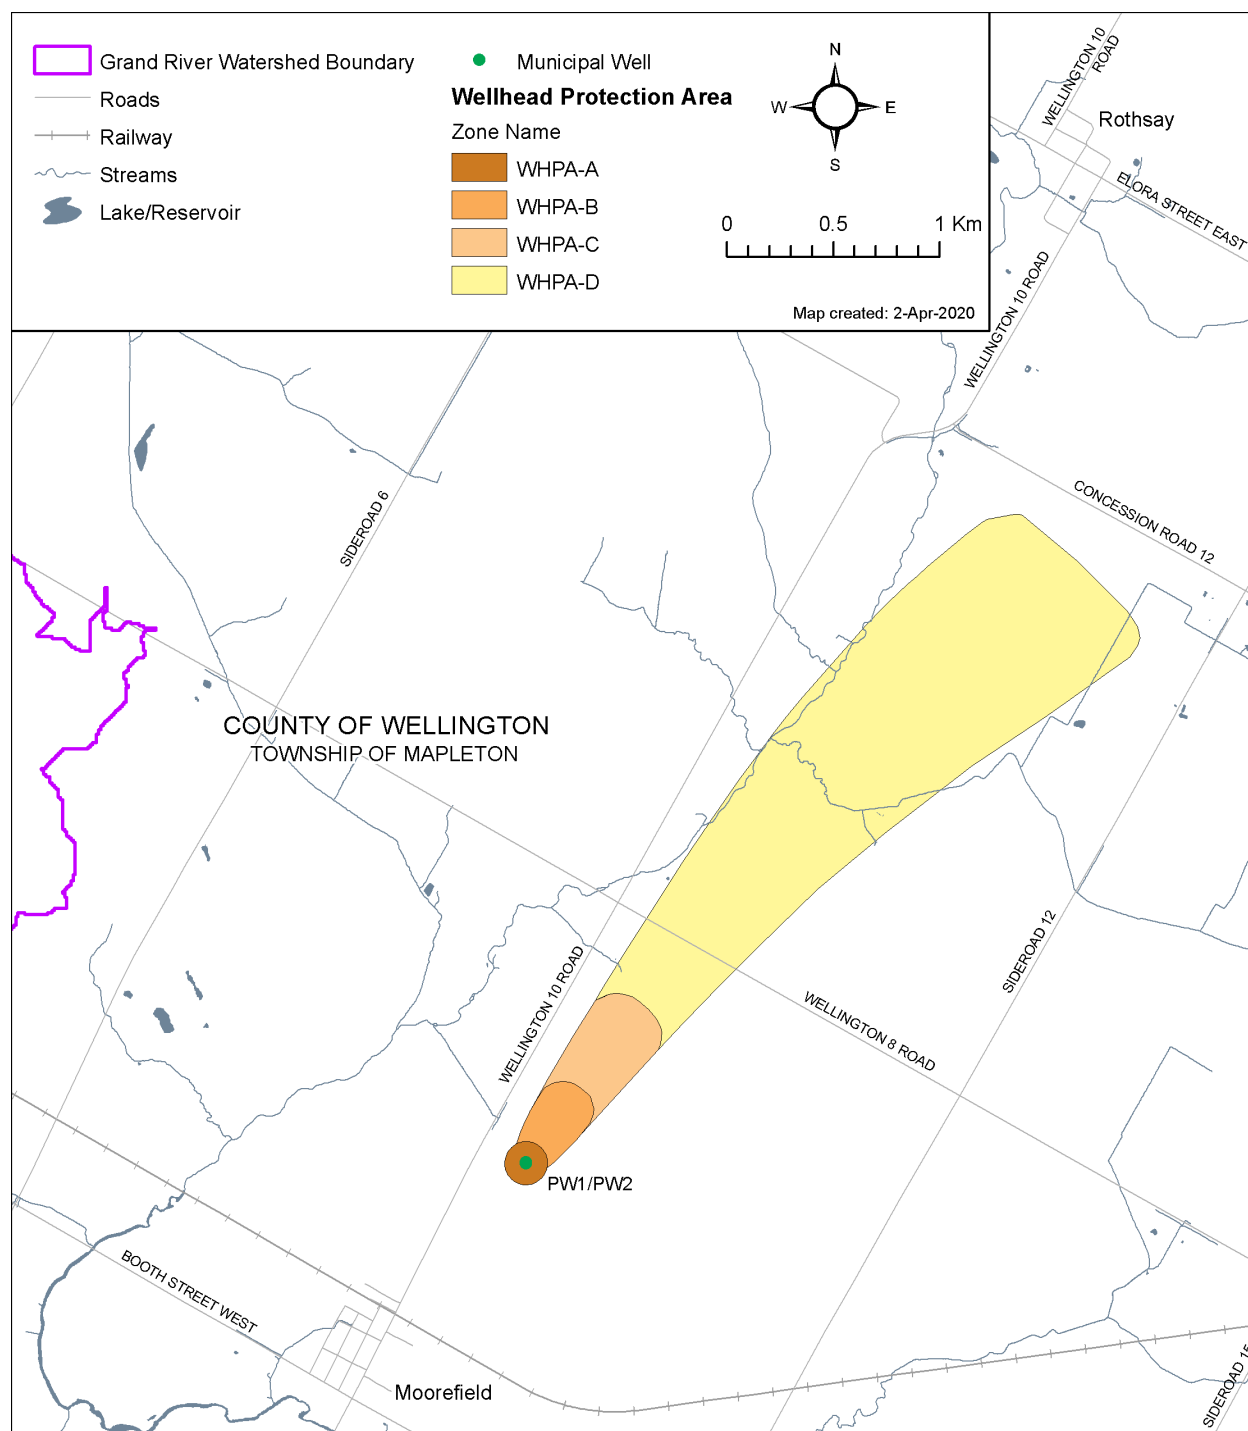 Grand River Watershed Boundary
Roads
Railway
Streams
Lake/Reservoir
Municipal Well
Wellhead Protection Area
Zone Name
WHPA-A
WHPA-B
WHPA-C
WHPA-D
N
W E
S
0 0.5 1 Km
Map created: 2-Apr-2020
WELLINGTON 10
ROAD
Rothsay
ELORA STREET EAST
WELLINGTON 10 ROAD
SIDEROAD 6
CONCESSION ROAD 12
COUNTY OF WELLINGTON
TOWNSHIP OF MAPLETON
WELLINGTON 10 ROAD
SIDEROAD 12
WELLINGTON 8 ROAD
PW1/PW2
BOOTH STREET WEST
Moorefield
SIDEROAD 15